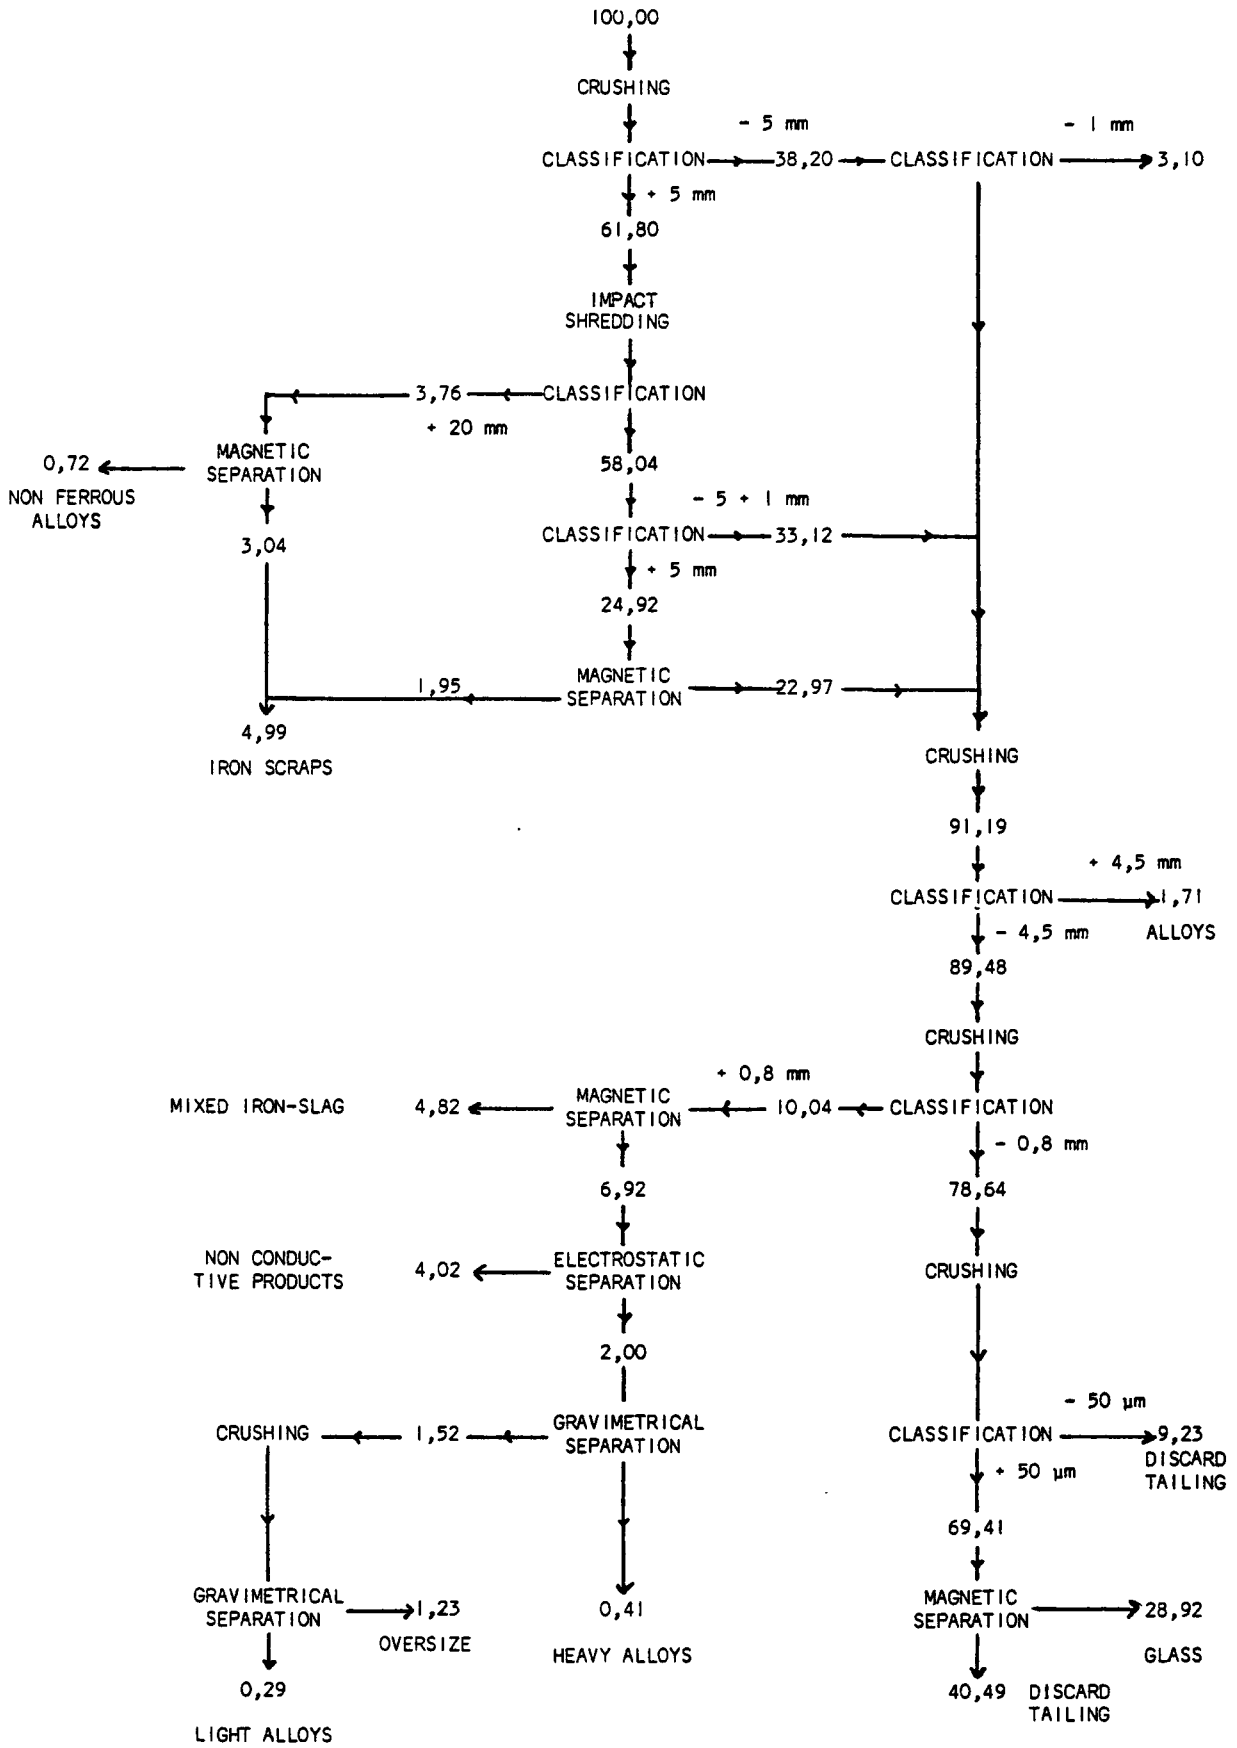 100,00
CRUSHING
- 5 mm
- 1 mm
CLASSIFICATION 38,20 CLASSIFICATION 3,10
+ 5 mm
61,80
IMPACT
SHREDDING
3,76 CLASSIFICATION
+ 20 mm
MAGNETIC
SEPARATION
0,72
58,04
NON FERROUS
ALLOYS
- 5 + 1 mm
3,04
CLASSIFICATION 33,12
+ 5 mm
24,92
1,95
MAGNETIC
SEPARATION
22,97
4,99
IRON SCRAPS
CRUSHING
91,19
+ 4,5 mm
CLASSIFICATION 1,71
- 4,5 mm
ALLOYS
89,48
CRUSHING
+ 0,8 mm
MIXED IRON-SLAG 4,82
MAGNETIC
SEPARATION
10,04 CLASSIFICATION
- 0,8 mm
6,92
78,64
NON CONDUC-
TIVE PRODUCTS
4,02
ELECTROSTATIC
SEPARATION
CRUSHING
2,00
- 50 µm
CRUSHING 1,52
GRAVIMETRICAL
SEPARATION
CLASSIFICATION 9,23
DISCARD
TAILING
+ 50 µm
69,41
GRAVIMETRICAL
SEPARATION
1,23
OVERSIZE
0,41
HEAVY ALLOYS
MAGNETIC
SEPARATION
28,92
GLASS
0,29
LIGHT ALLOYS
40,49 DISCARD
TAILING